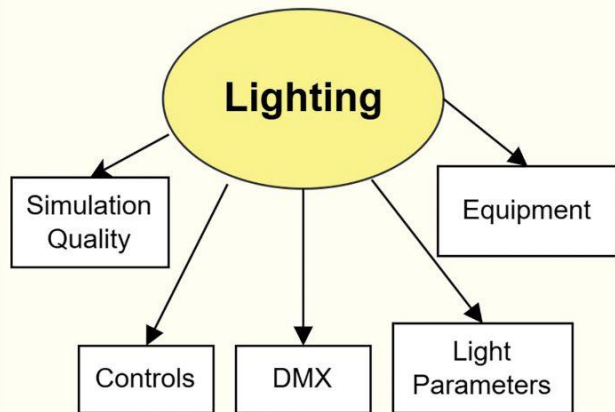 Lighting
Simulation
Quality
Equipment
Controls
DMX
Light
Parameters